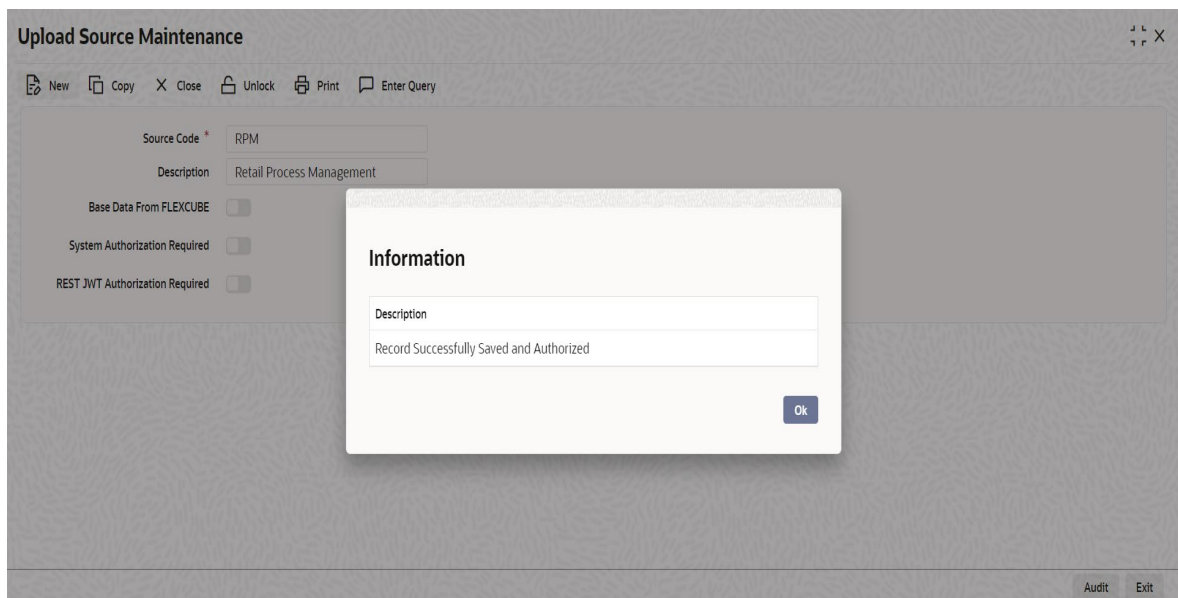 Upload Source Maintenance
New Copy Close Unlock Print Enter Query
Source Code * RPM
Description Retail Process Management
Base Data From FLEXCUBE
System Authorization Required
REST JWT Authorization Required
Information
Description
Record Successfully Saved and Authorized
Ok
Audit Exit